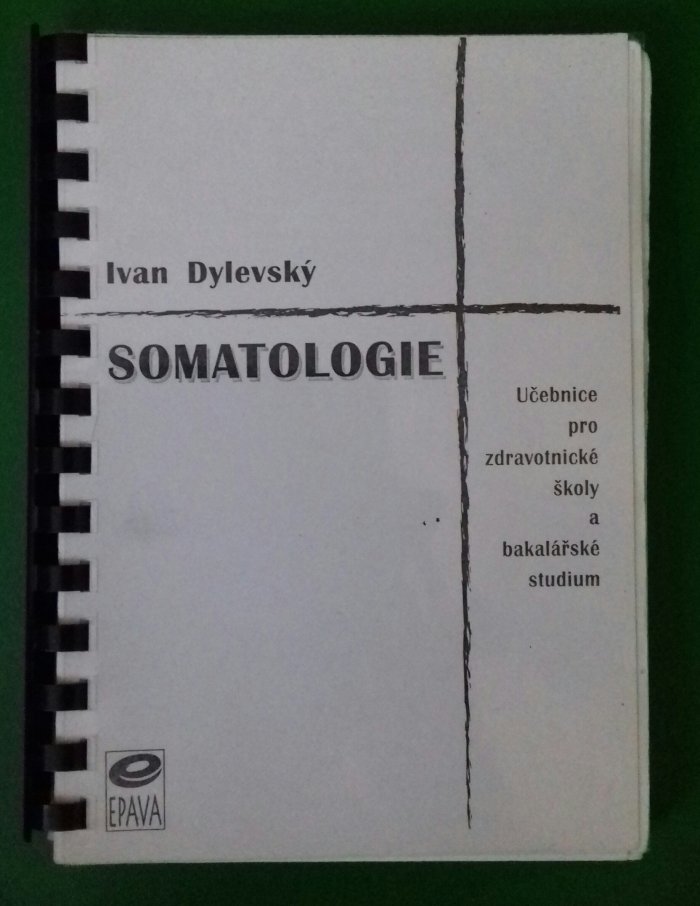 Ivan Dylevský
SOMATOLOGIE
Učebnice
pro
zdravotnické
školy
a
bakalářské
studium
EPAVA